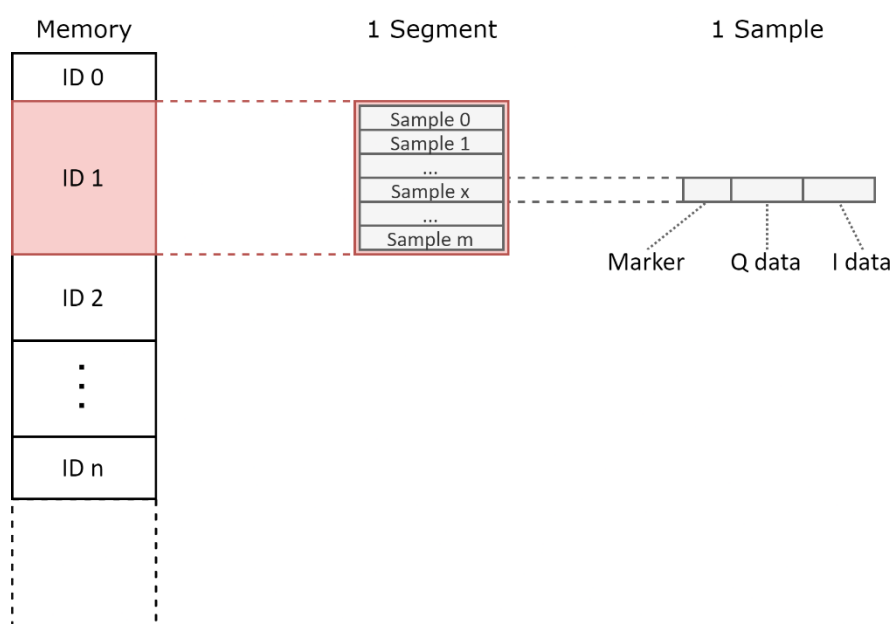 Memory
1 Segment
1 Sample
ID 0
ID 1
ID 2
ID n
Sample 0
Sample 1
...
Sample x
...
Sample m
Marker
Q data
I data